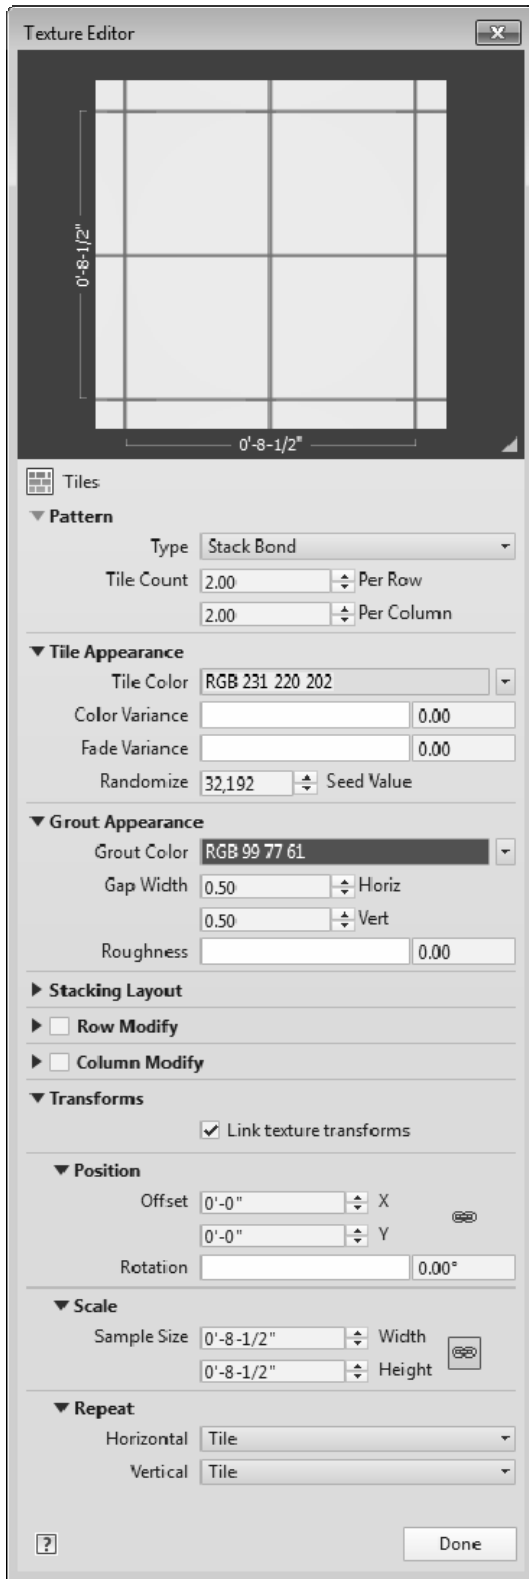 Texture Editor
0'-8-1/2"
0'-8-1/2"
Tiles
Pattern
Type Stack Bond
Tile Count 2.00 Per Row
2.00 Per Column
Tile Appearance
Tile Color RGB 231 220 202
Color Variance 0.00
Fade Variance 0.00
Randomize 32,192 Seed Value
Grout Appearance
Grout Color RGB 99 77 61
Gap Width 0.50 Horiz
0.50 Vert
Roughness 0.00
Stacking Layout
Row Modify
Column Modify
Transforms
Link texture transforms
Position
Offset 0'-0" X
0'-0" Y
Rotation 0.00°
Scale
Sample Size 0'-8-1/2" Width
0'-8-1/2" Height
Repeat
Horizontal Tile
Vertical Tile
? Done